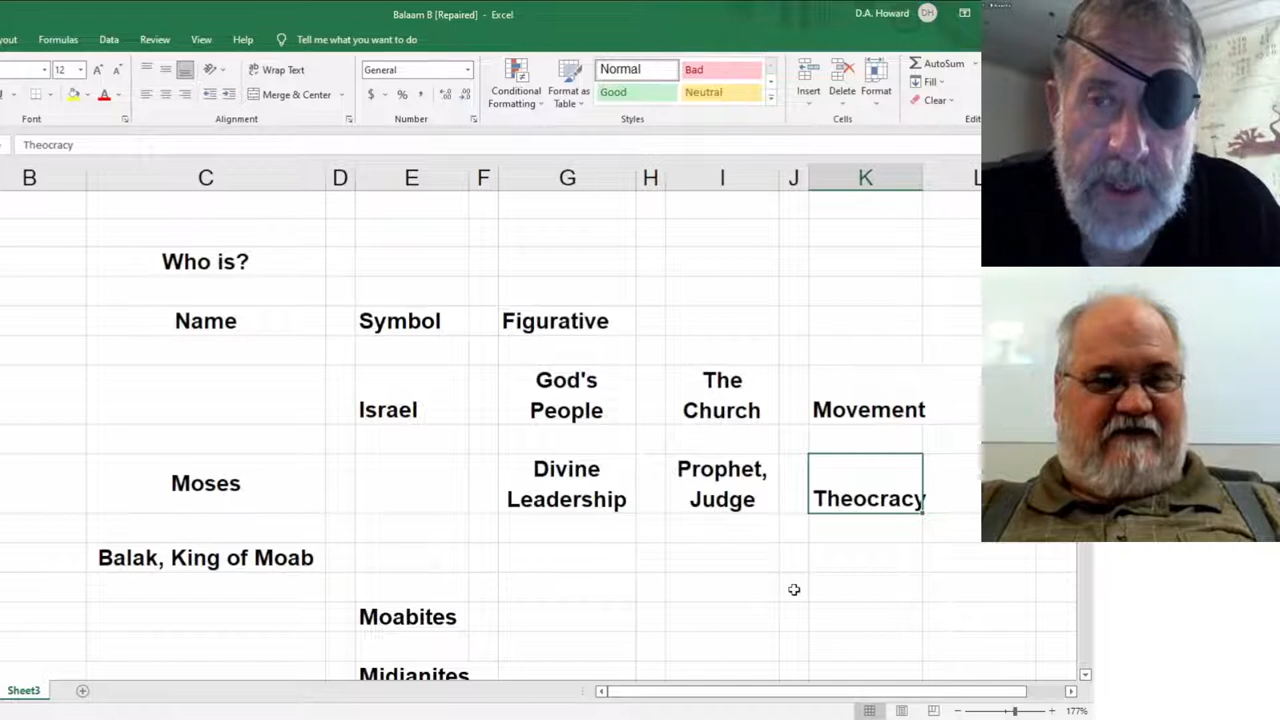 Balaam B [Repaired] - Excel
D.A. Howard
DH
yout
Formulas
Data
Review
View
Help
Tell me what you want to do
12
Wrap Text
Merge & Center
General
Conditional Formatting
Format as Table
Normal
Bad
Good
Neutral
Insert
Delete
Format
AutoSum
Fill
Clear
Font
Alignment
Number
Styles
Cells
Theocracy
B C D E F G H I J K L
Who is?
Name Symbol Figurative
God's The
Israel People Church Movement
Divine Prophet,
Moses Leadership Judge Theocracy
Balak, King of Moab
Moabites
Midianites
Sheet3
177%